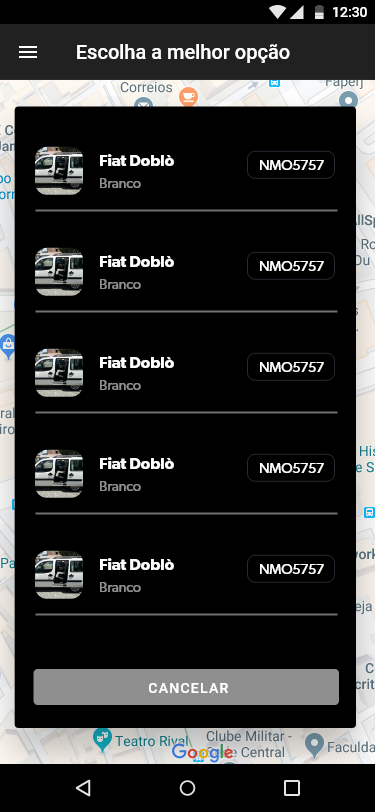 12:30
Escolha a melhor opção
Correios
Faperj
Fiat Doblò
NMO5757
Branco
Fiat Doblò
NMO5757
Branco
Fiat Doblò
NMO5757
Branco
Fiat Doblò
NMO5757
Branco
Fiat Doblò
NMO5757
Branco
CANCELAR
Teatro Rival
Clube Militar -
Google
Central
Faculda